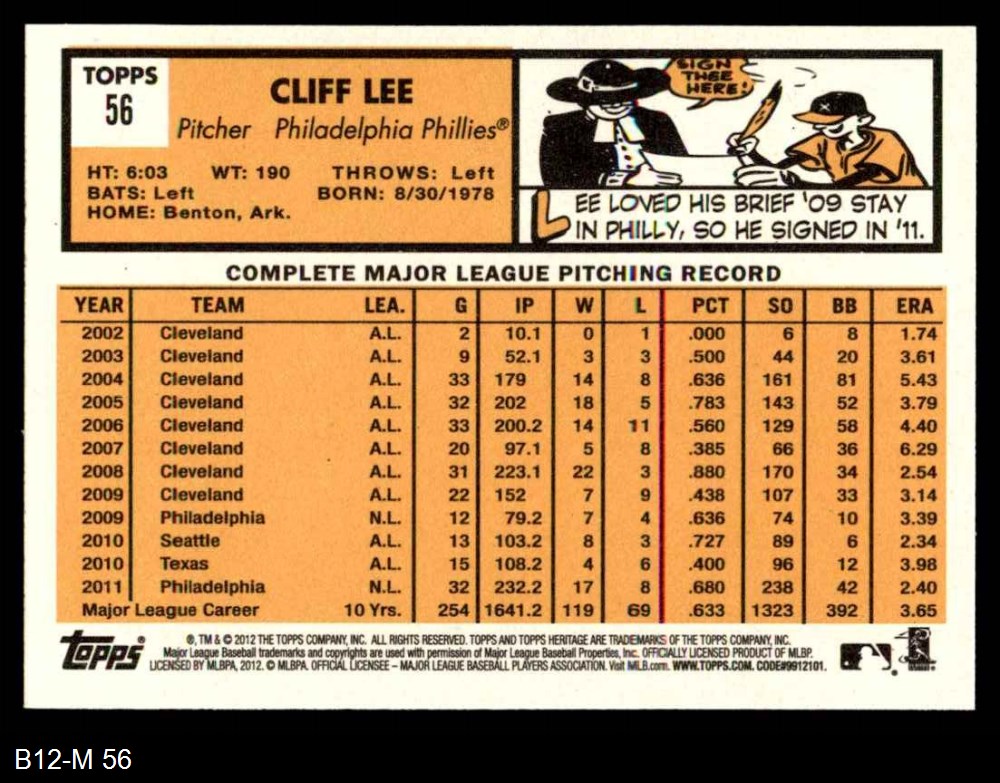 TOPPS
56
CLIFF LEE
Pitcher Philadelphia Phillies®
HT: 6:03 WT: 190 THROWS: Left
BATS: Left BORN: 8/30/1978
HOME: Benton, Ark.
SIGN
THEE
HERE!
LEE LOVED HIS BRIEF '09 STAY
IN PHILLY, SO HE SIGNED IN '11.
COMPLETE MAJOR LEAGUE PITCHING RECORD
YEAR TEAM LEA. G IP W L PCT SO BB ERA
2002 Cleveland A.L. 2 10.1 0 1 .000 6 8 1.74
2003 Cleveland A.L. 9 52.1 3 3 .500 44 20 3.61
2004 Cleveland A.L. 33 179 14 8 .636 161 81 5.43
2005 Cleveland A.L. 32 202 18 5 .783 143 52 3.79
2006 Cleveland A.L. 33 200.2 14 11 .560 129 58 4.40
2007 Cleveland A.L. 20 97.1 5 8 .385 66 36 6.29
2008 Cleveland A.L. 31 223.1 22 3 .880 170 34 2.54
2009 Cleveland A.L. 22 152 7 9 .438 107 33 3.14
2009 Philadelphia N.L. 12 79.2 7 4 .636 74 10 3.39
2010 Seattle A.L. 13 103.2 8 3 .727 89 6 2.34
2010 Texas A.L. 15 108.2 4 6 .400 96 12 3.98
2011 Philadelphia N.L. 32 232.2 17 8 .680 238 42 2.40
Major League Career 10 Yrs. 254 1641.2 119 69 .633 1323 392 3.65
Topps®
®, TM & © 2012 THE TOPPS COMPANY, INC. ALL RIGHTS RESERVED. TOPPS AND TOPPS HERITAGE ARE TRADEMARKS OF THE TOPPS COMPANY, INC.
Major League Baseball trademarks and copyrights are used with permission of Major League Baseball Properties, Inc. OFFICIALLY LICENSED PRODUCT OF MLBP.
LICENSED BY MLBPA, 2012. © MLBPA. OFFICIAL LICENSEE – MAJOR LEAGUE BASEBALL PLAYERS ASSOCIATION. Visit MLB.com. WWW.TOPPS.COM. CODE#9912101.
B12-M 56